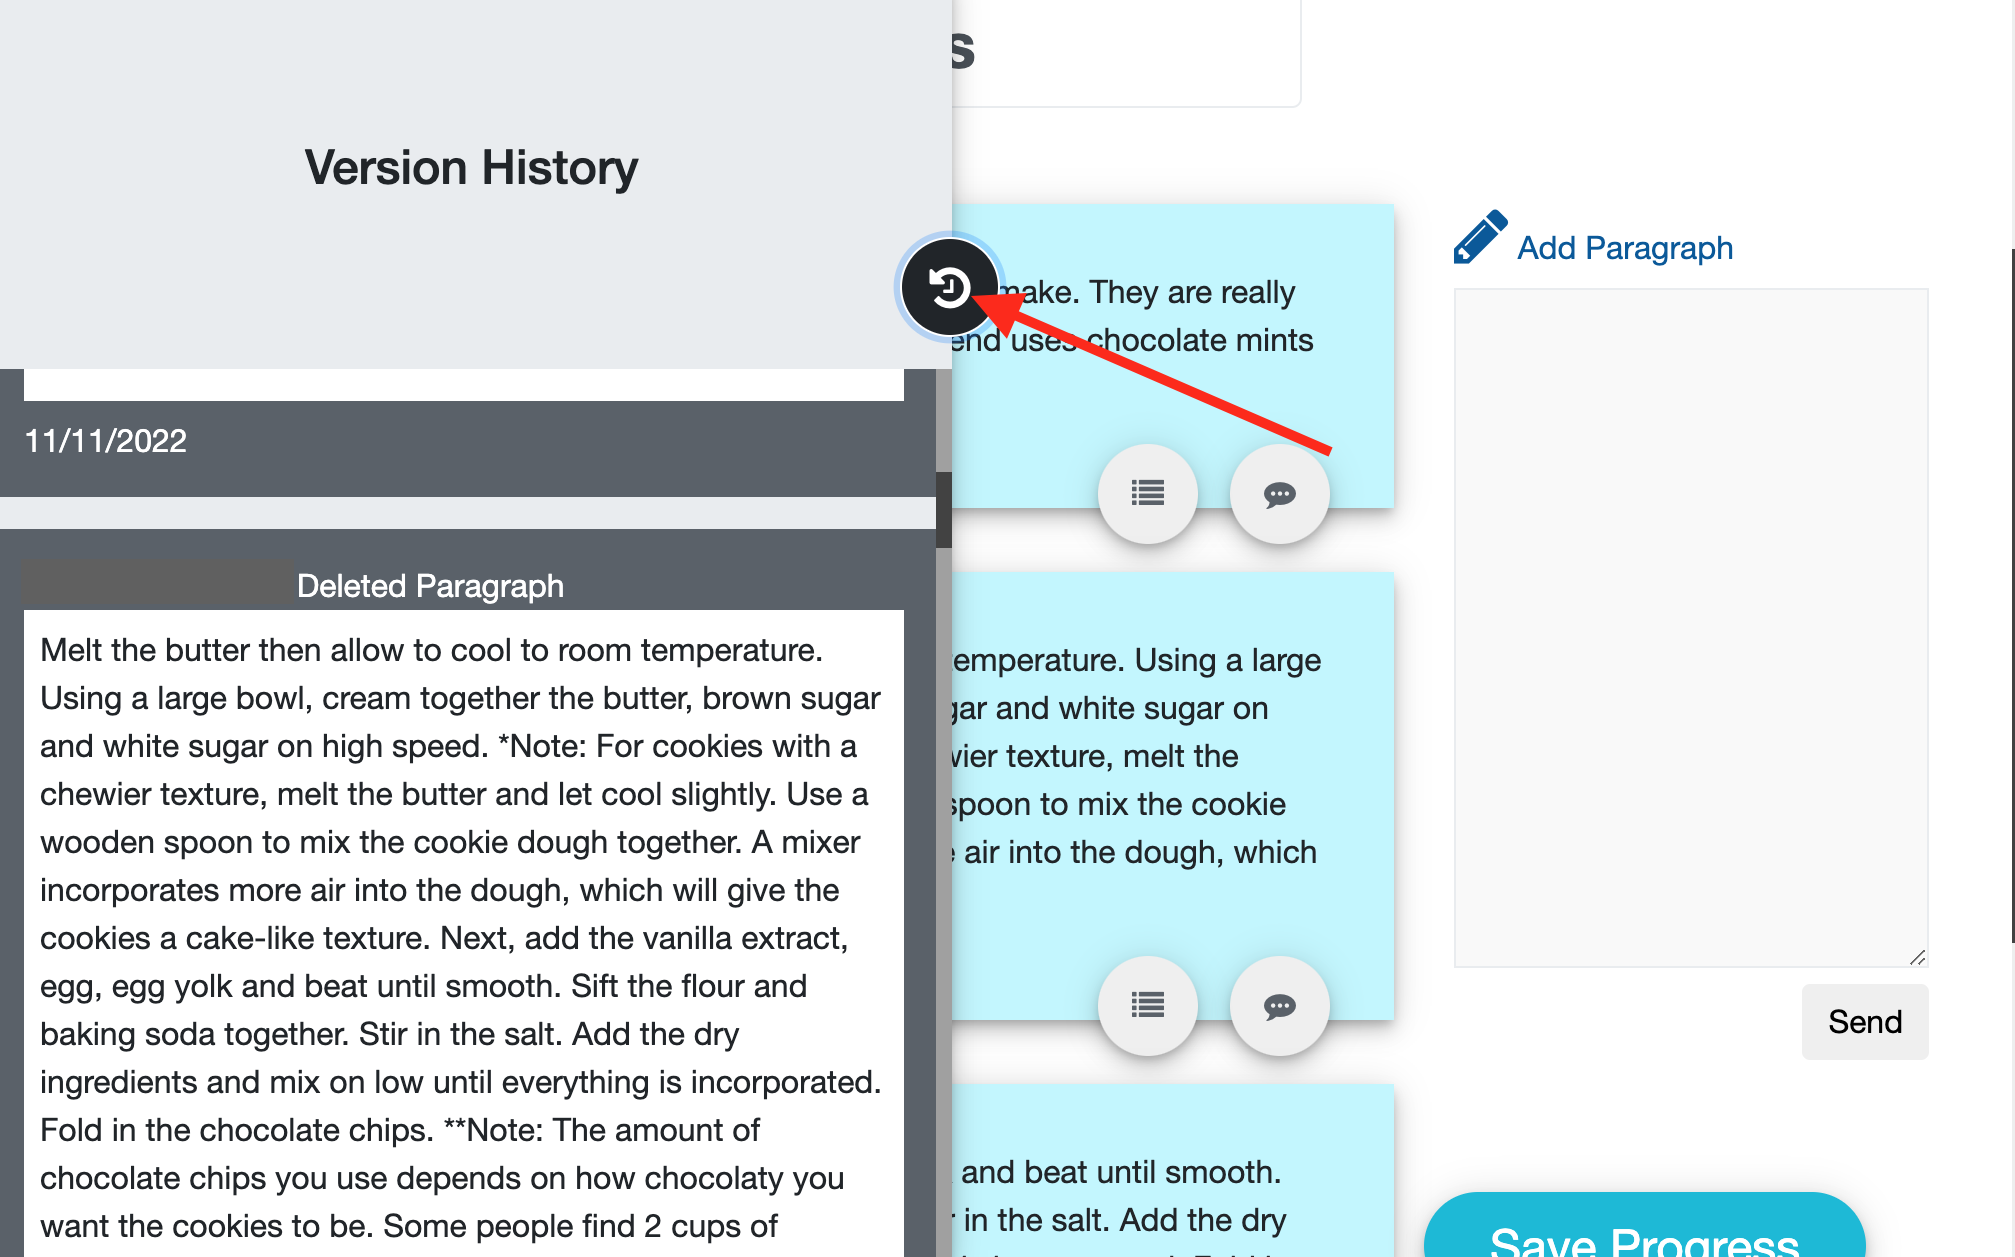 s
Version History
make. They are really
end uses chocolate mints
Add Paragraph
11/11/2022
Deleted Paragraph
Melt the butter then allow to cool to room temperature.
Using a large bowl, cream together the butter, brown sugar
and white sugar on high speed. *Note: For cookies with a
chewier texture, melt the butter and let cool slightly. Use a
wooden spoon to mix the cookie dough together. A mixer
incorporates more air into the dough, which will give the
cookies a cake-like texture. Next, add the vanilla extract,
egg, egg yolk and beat until smooth. Sift the flour and
baking soda together. Stir in the salt. Add the dry
ingredients and mix on low until everything is incorporated.
Fold in the chocolate chips. **Note: The amount of
chocolate chips you use depends on how chocolaty you
want the cookies to be. Some people find 2 cups of
emperature. Using a large
gar and white sugar on
vier texture, melt the
spoon to mix the cookie
e air into the dough, which
and beat until smooth.
r in the salt. Add the dry
Send
Save Progress